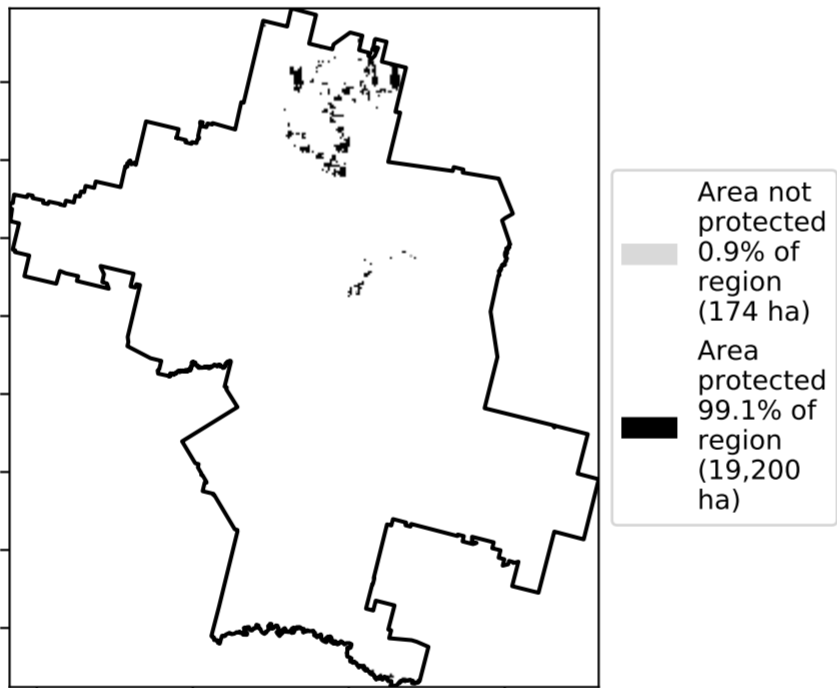 Area not
protected
0.9% of
region
(174 ha)
Area
protected
99.1% of
region
(19,200
ha)